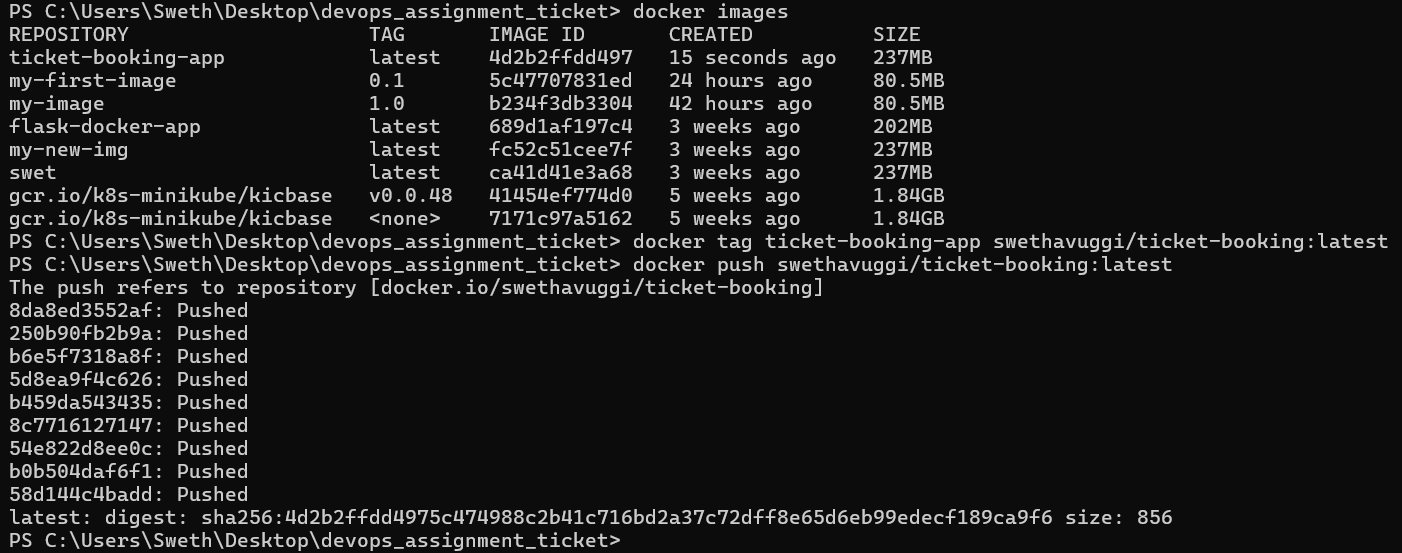 PS C:\Users\Sweth\Desktop\devops_assignment_ticket> docker images
REPOSITORY                    TAG       IMAGE ID       CREATED          SIZE
ticket-booking-app            latest    4d2b2ffdd497   15 seconds ago   237MB
my-first-image                0.1       5c47707831ed   24 hours ago     80.5MB
my-image                      1.0       b234f3db3304   42 hours ago     80.5MB
flask-docker-app              latest    689d1af197c4   3 weeks ago      202MB
my-new-img                    latest    fc52c51cee7f   3 weeks ago      237MB
swet                          latest    ca41d41e3a68   3 weeks ago      237MB
gcr.io/k8s-minikube/kicbase   v0.0.48   41454ef774d0   5 weeks ago      1.84GB
gcr.io/k8s-minikube/kicbase   <none>    7171c97a5162   5 weeks ago      1.84GB
PS C:\Users\Sweth\Desktop\devops_assignment_ticket> docker tag ticket-booking-app swethavuggi/ticket-booking:latest
PS C:\Users\Sweth\Desktop\devops_assignment_ticket> docker push swethavuggi/ticket-booking:latest
The push refers to repository [docker.io/swethavuggi/ticket-booking]
8da8ed3552af: Pushed
250b90fb2b9a: Pushed
b6e5f7318a8f: Pushed
5d8ea9f4c626: Pushed
b459da543435: Pushed
8c7716127147: Pushed
54e822d8ee0c: Pushed
b0b504daf6f1: Pushed
58d144c4badd: Pushed
latest: digest: sha256:4d2b2ffdd4975c474988c2b41c716bd2a37c72dff8e65d6eb99edecf189ca9f6 size: 856
PS C:\Users\Sweth\Desktop\devops_assignment_ticket>